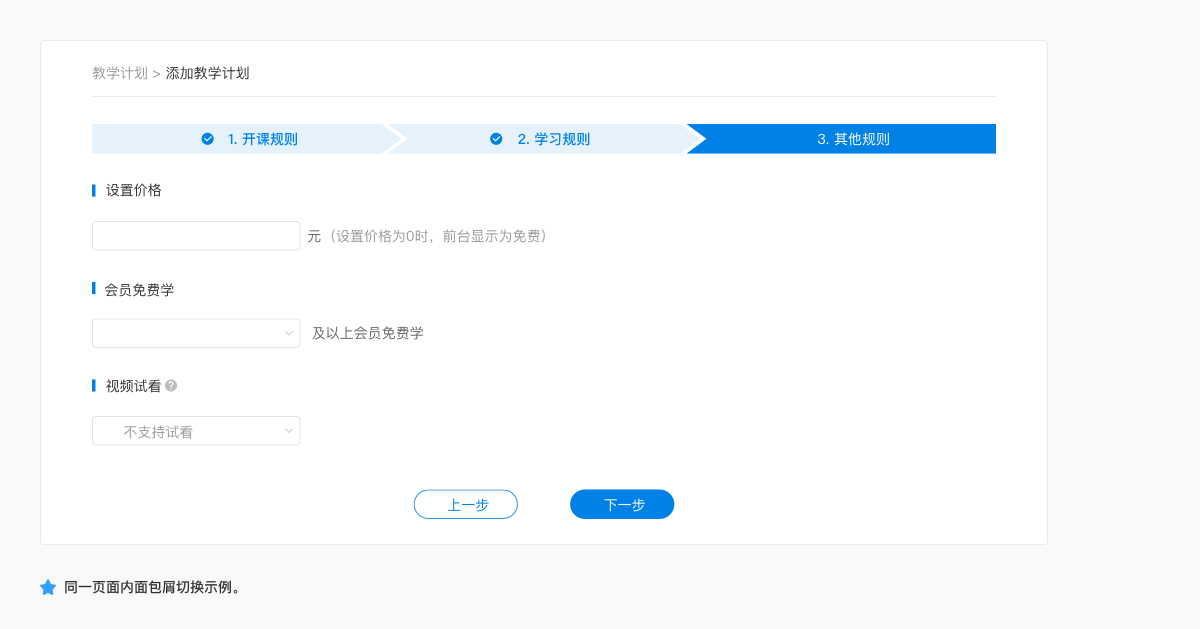 教学计划 > 添加教学计划
1. 开课规则
2. 学习规则
3. 其他规则
设置价格
元（设置价格为0时，前台显示为免费）
会员免费学
及以上会员免费学
视频试看 ?
不支持试看
上一步
下一步
同一页面内面包屑切换示例。